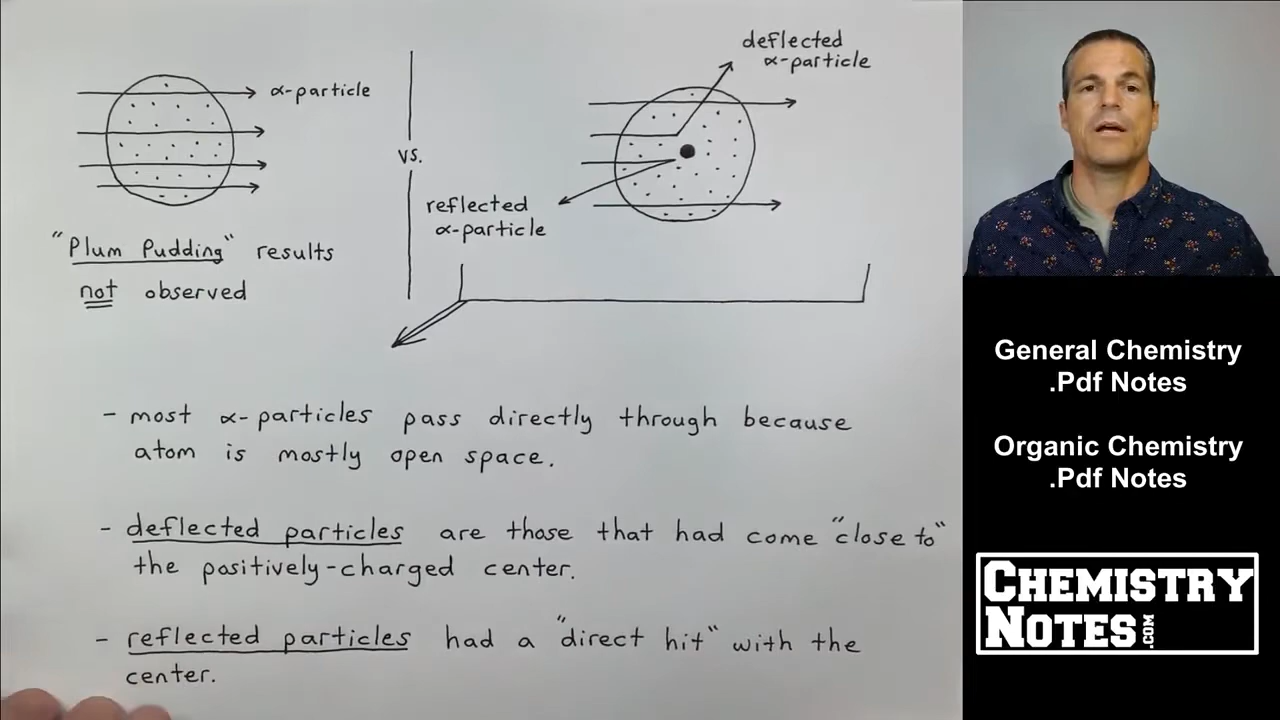 α-particle
"Plum Pudding" results
not observed
vs.
deflected
α-particle
reflected
α-particle
- most α-particles pass directly through because
atom is mostly open space.
- deflected particles are those that had come "close to"
the positively-charged center.
- reflected particles had a "direct hit" with the
center.
General Chemistry
.Pdf Notes
Organic Chemistry
.Pdf Notes
CHEMISTRY
NOTES.COM